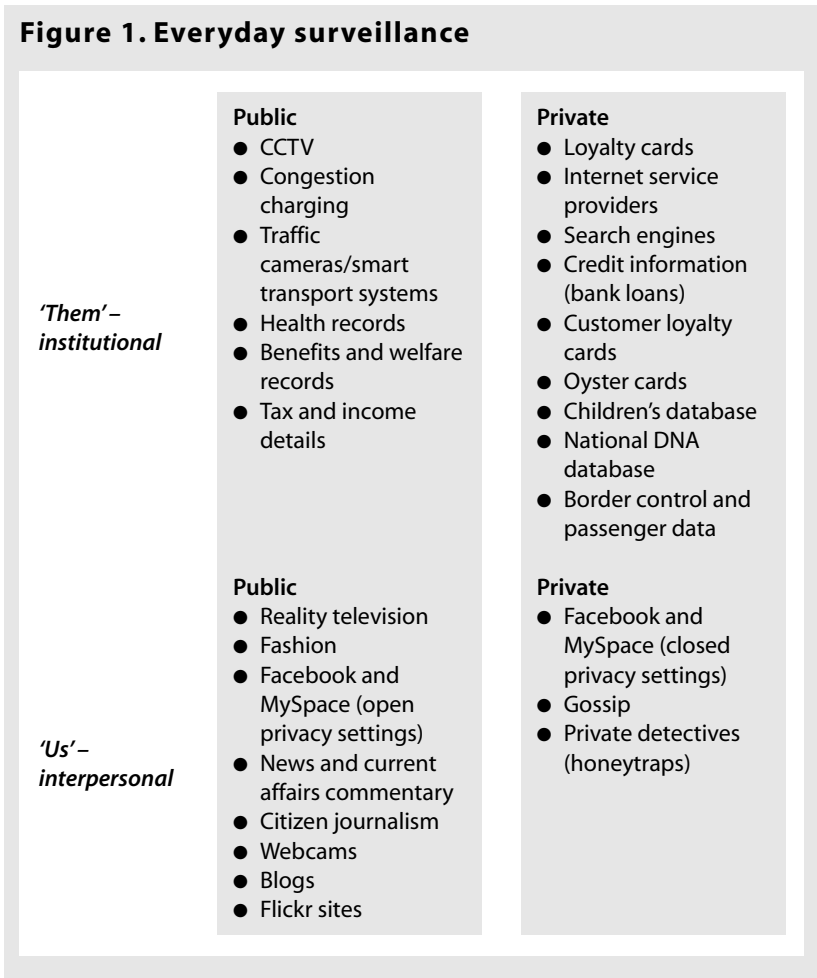 Figure 1. Everyday surveillance
'Them' –
institutional
Public
● CCTV
● Congestion
charging
● Traffic
cameras/smart
transport systems
● Health records
● Benefits and welfare
records
● Tax and income
details
Private
● Loyalty cards
● Internet service
providers
● Search engines
● Credit information
(bank loans)
● Customer loyalty
cards
● Oyster cards
● Children's database
● National DNA
database
● Border control and
passenger data
'Us' –
interpersonal
Public
● Reality television
● Fashion
● Facebook and
MySpace (open
privacy settings)
● News and current
affairs commentary
● Citizen journalism
● Webcams
● Blogs
● Flickr sites
Private
● Facebook and
MySpace (closed
privacy settings)
● Gossip
● Private detectives
(honeytraps)